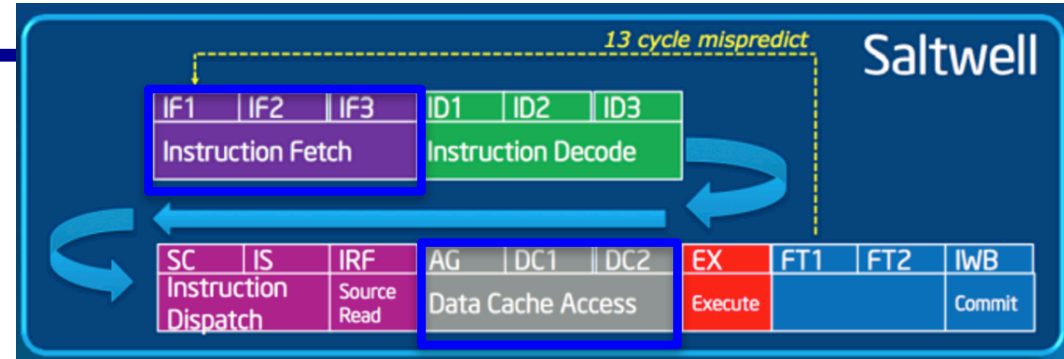 13 cycle mispredict
Saltwell
IF1 IF2 IF3 ID1 ID2 ID3
Instruction Fetch Instruction Decode
SC IS IRF AG DC1 DC2 EX FT1 FT2 IWB
Instruction Dispatch Source Read Data Cache Access Execute Commit